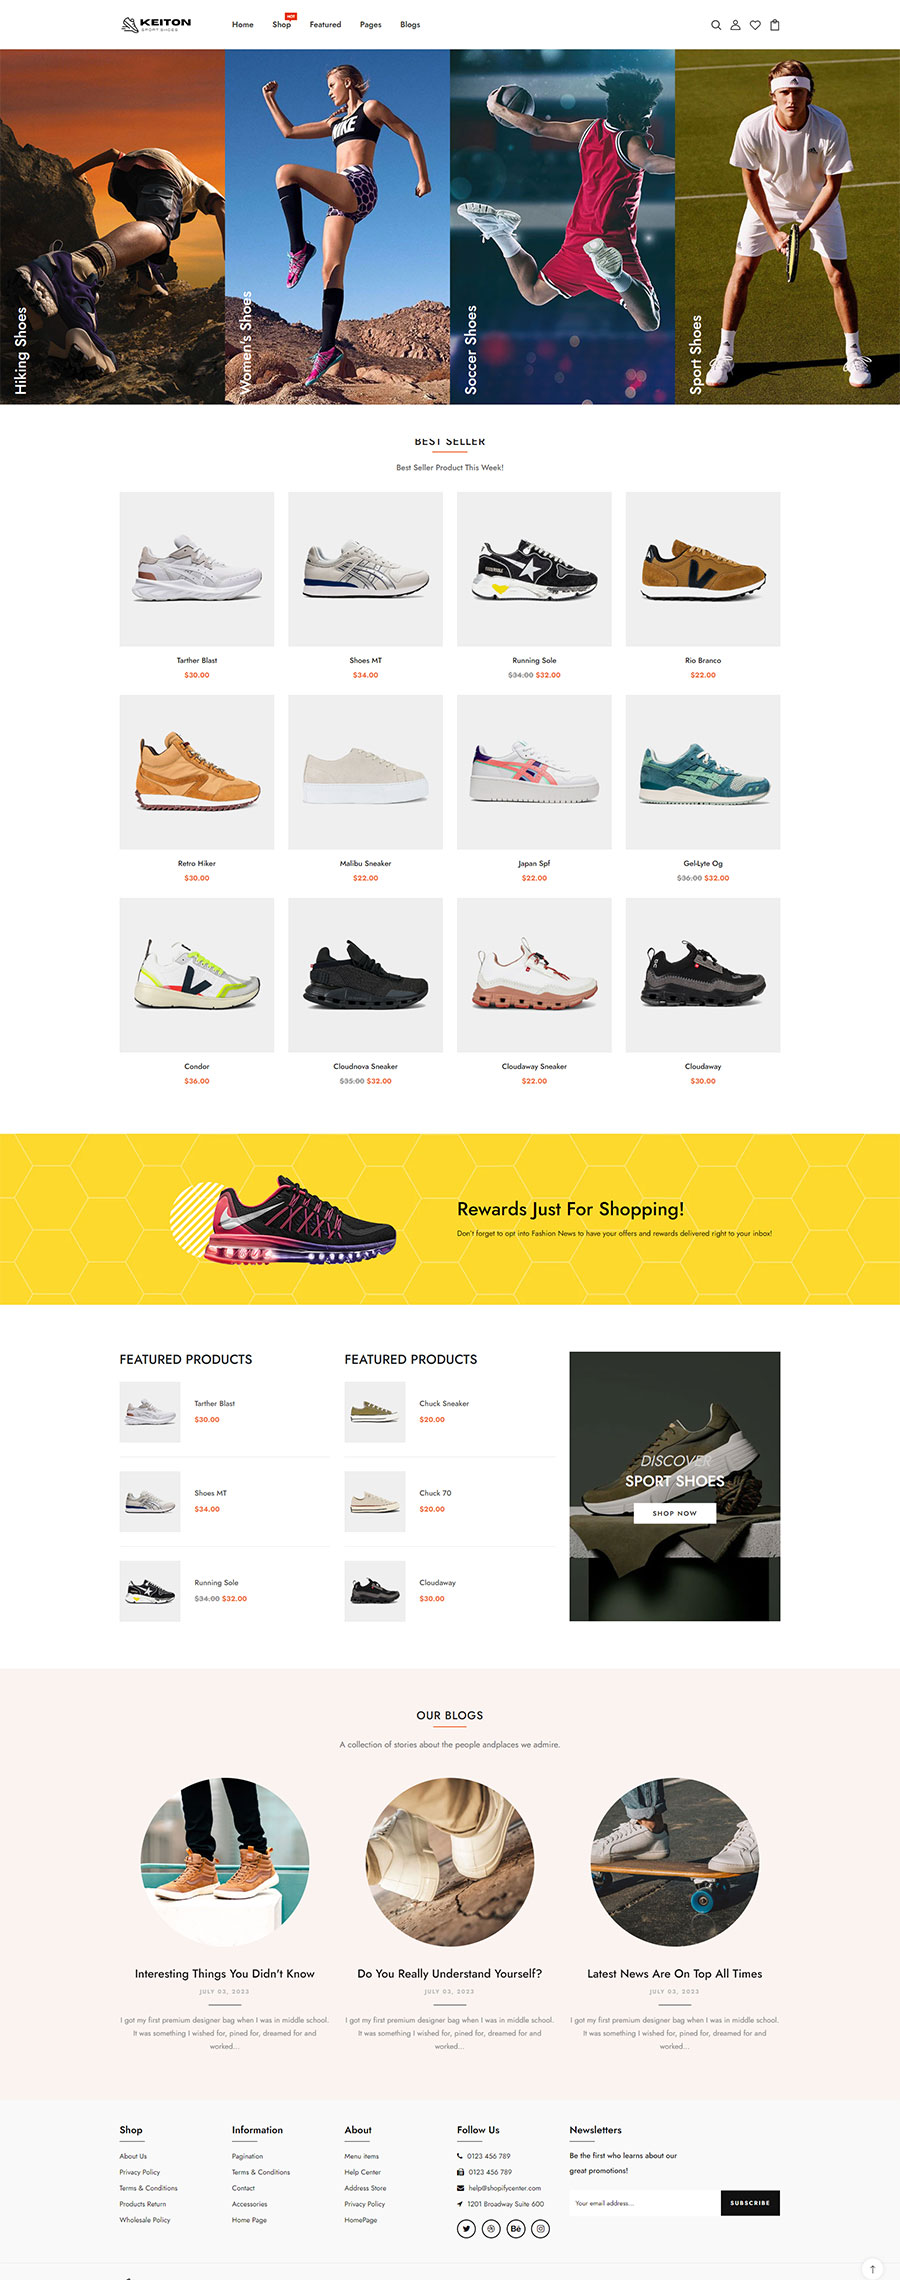 KEITON
SPORT SHOES
Home
Shop
HOT
Featured
Pages
Blogs
Hiking Shoes
Women's Shoes
NIKE
Soccer Shoes
Sport Shoes
BEST SELLER
Best Seller Product This Week!
Tarther Blast
$30.00
Shoes MT
$34.00
Running Sole
$34.00 $32.00
Rio Branco
$22.00
Retro Hiker
$30.00
Malibu Sneaker
$22.00
Japan Spf
$22.00
Gel-Lyte Og
$36.00 $32.00
Condor
$36.00
Cloudnova Sneaker
$35.00 $32.00
Cloudaway Sneaker
$22.00
Cloudaway
$30.00
Rewards Just For Shopping!
Don't forget to opt into Fashion News to have your offers and rewards delivered right to your inbox!
FEATURED PRODUCTS
Tarther Blast
$30.00
Shoes MT
$34.00
Running Sole
$34.00 $32.00
FEATURED PRODUCTS
Chuck Sneaker
$20.00
Chuck 70
$20.00
Cloudaway
$30.00
DISCOVER
SPORT SHOES
SHOP NOW
OUR BLOGS
A collection of stories about the people andplaces we admire.
Interesting Things You Didn't Know
JULY 03, 2023
I got my first premium designer bag when I was in middle school.
It was something I wished for, pined for, dreamed for and
worked...
Do You Really Understand Yourself?
JULY 03, 2023
I got my first premium designer bag when I was in middle school.
It was something I wished for, pined for, dreamed for and
worked...
Latest News Are On Top All Times
JULY 03, 2023
I got my first premium designer bag when I was in middle school.
It was something I wished for, pined for, dreamed for and
worked...
Shop
About Us
Privacy Policy
Terms & Conditions
Products Return
Wholesale Policy
Information
Pagination
Terms & Conditions
Contact
Accessories
Home Page
About
Menu items
Help Center
Address Store
Privacy Policy
HomePage
Follow Us
0123 456 789
0123 456 789
help@shopifycenter.com
1201 Broadway Suite 600
Bē
Newsletters
Be the first who learns about our
great promotions!
Your email address...
SUBSCRIBE